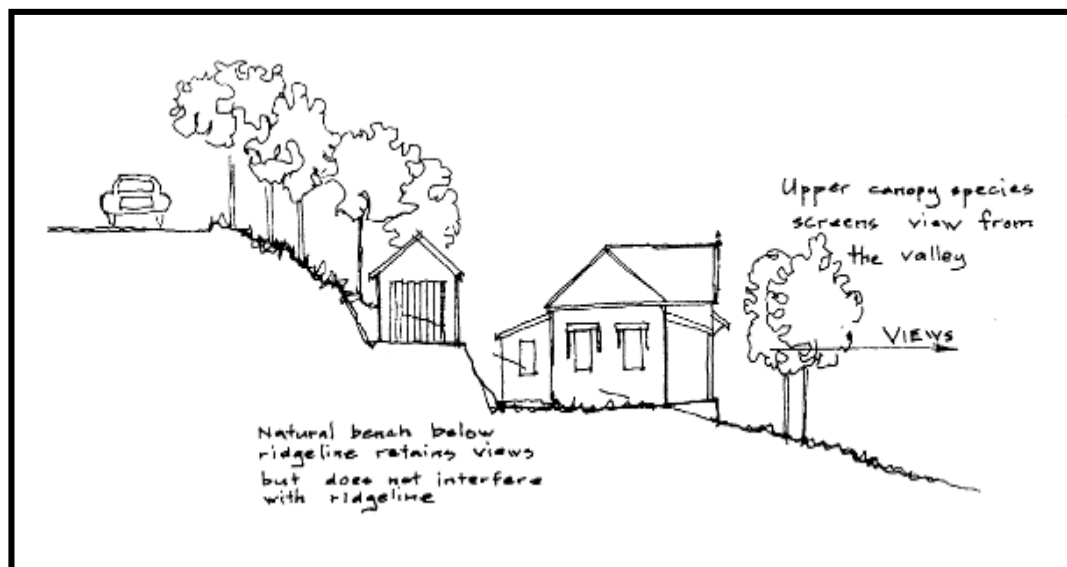 Upper canopy species
screens view from
the valley
VIEWS
Natural bench below
ridgeline retains views
but does not interfere
with ridgeline